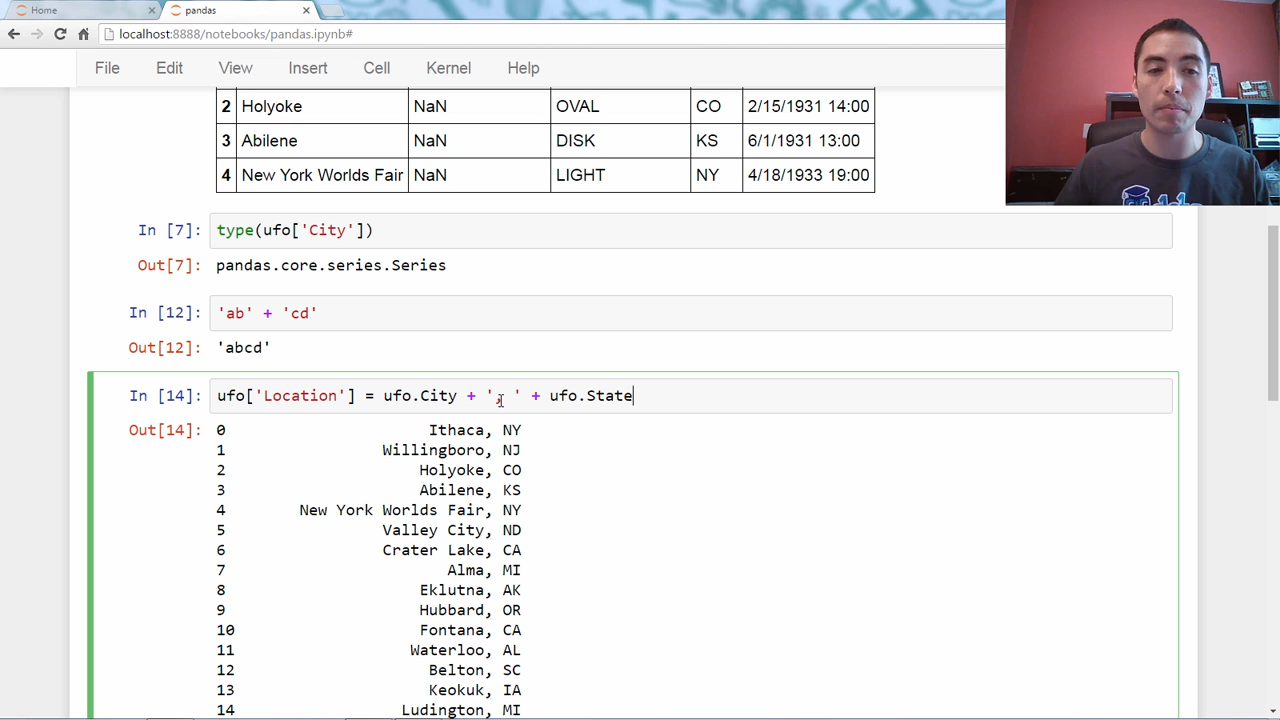 Home
pandas
localhost:8888/notebooks/pandas.ipynb#
File Edit View Insert Cell Kernel Help
2 Holyoke NaN OVAL CO 2/15/1931 14:00
3 Abilene NaN DISK KS 6/1/1931 13:00
4 New York Worlds Fair NaN LIGHT NY 4/18/1933 19:00
In [7]: type(ufo['City'])
Out[7]: pandas.core.series.Series
In [12]: 'ab' + 'cd'
Out[12]: 'abcd'
In [14]: ufo['Location'] = ufo.City + ', ' + ufo.State
Out[14]: 0 Ithaca, NY
1 Willingboro, NJ
2 Holyoke, CO
3 Abilene, KS
4 New York Worlds Fair, NY
5 Valley City, ND
6 Crater Lake, CA
7 Alma, MI
8 Eklutna, AK
9 Hubbard, OR
10 Fontana, CA
11 Waterloo, AL
12 Belton, SC
13 Keokuk, IA
14 Ludington, MI